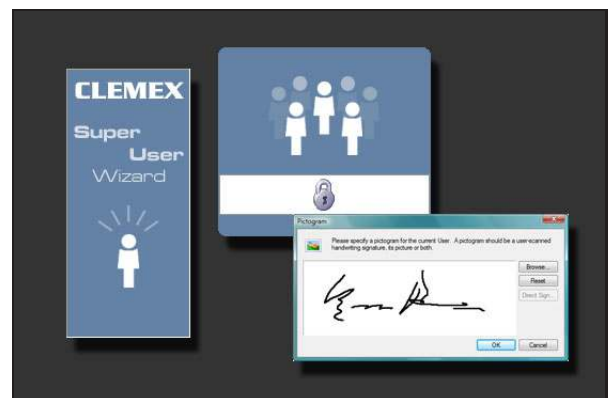 CLEMEX
Super
User
Wizard
Pictogram
Please specify a pictogram for the current User. A pictogram should be a user-scanned
handwriting signature, its picture or both.
Browse...
Reset
Direct Sign...
OK
Cancel